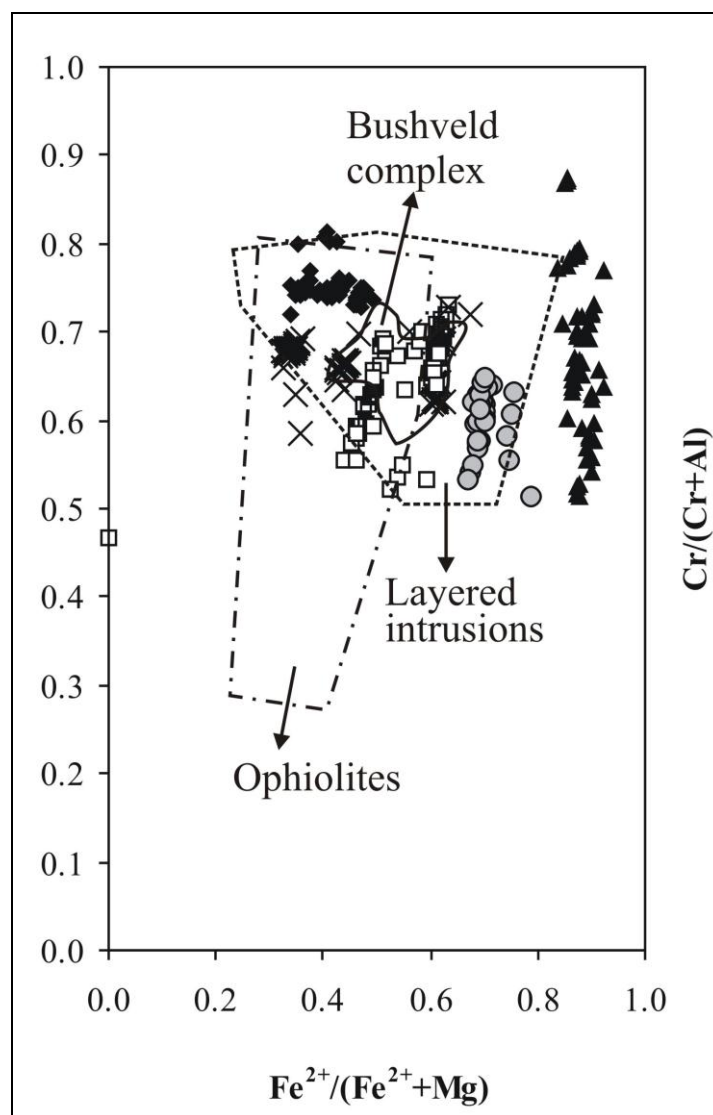 1.0
0.9
0.8
0.7
0.6
0.5
0.4
0.3
0.2
0.1
0.0
Bushveld
complex
Layered
intrusions
Ophiolites
Cr/(Cr+Al)
0.0 0.2 0.4 0.6 0.8 1.0
Fe²⁺/(Fe²⁺+Mg)